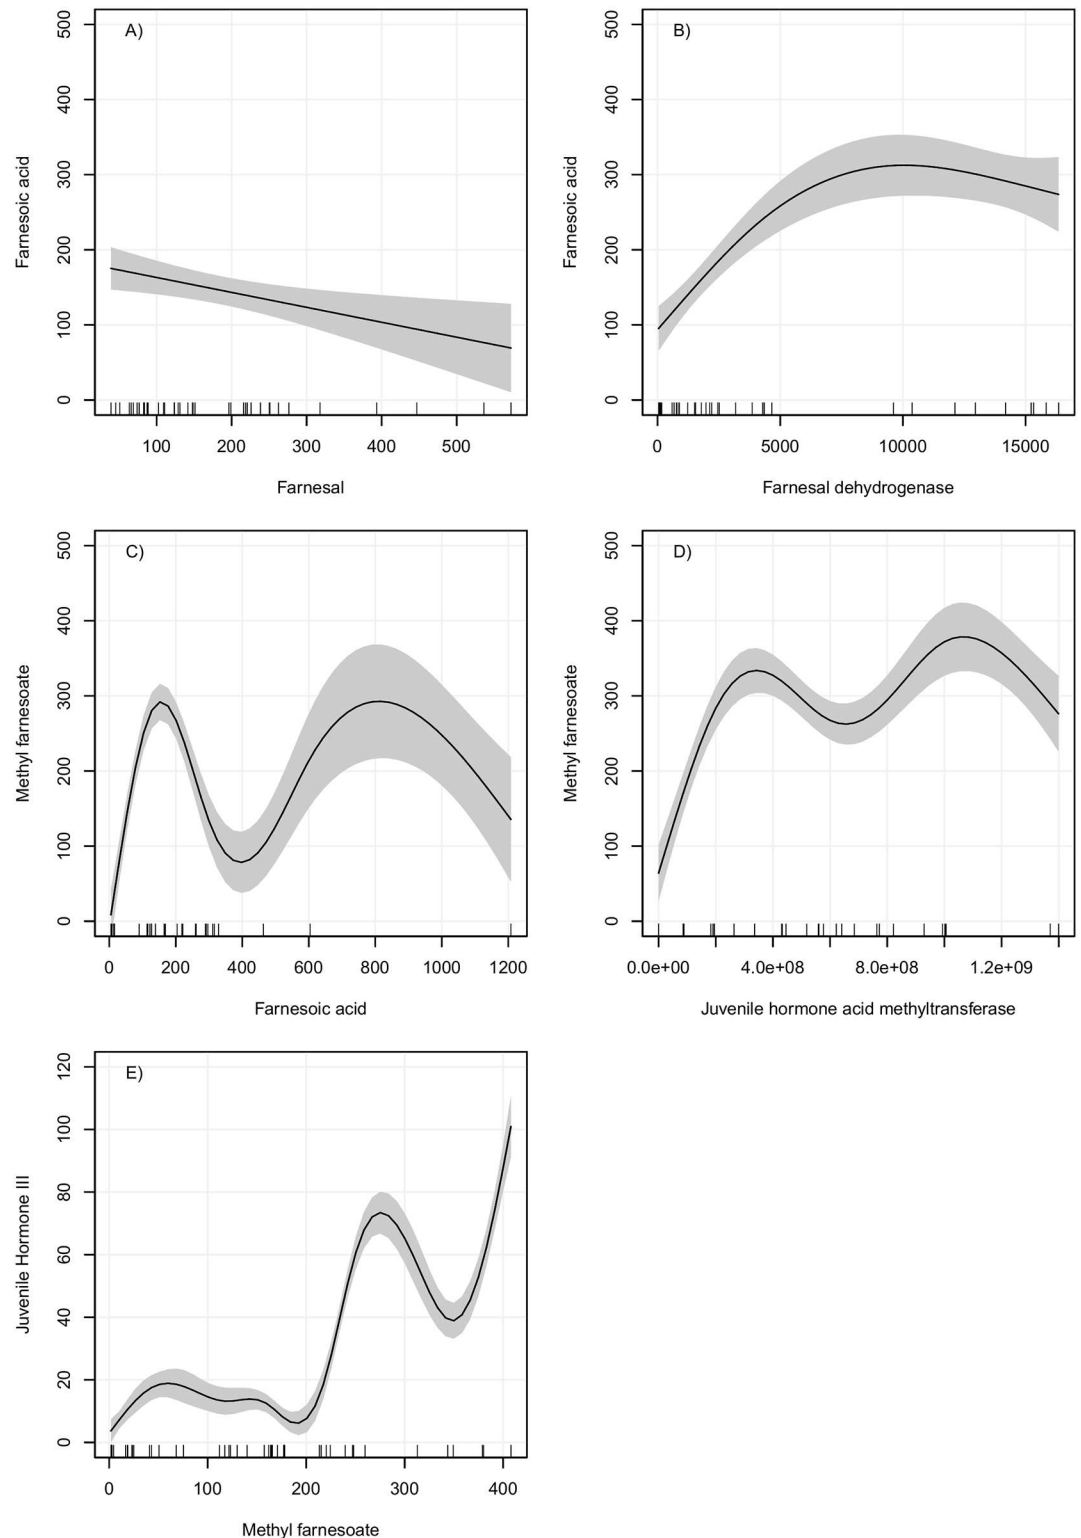 A)
Farnesoic acid
0 100 200 300 400 500
100 200 300 400 500
Farnesal
B)
Farnesoic acid
0 100 200 300 400 500
0 5000 10000 15000
Farnesal dehydrogenase
C)
Methyl farnesoate
0 100 200 300 400 500
0 200 400 600 800 1000 1200
Farnesoic acid
D)
Methyl farnesoate
0 100 200 300 400 500
0.0e+00 4.0e+08 8.0e+08 1.2e+09
Juvenile hormone acid methyltransferase
E)
Juvenile Hormone III
0 20 40 60 80 100 120
0 100 200 300 400
Methyl farnesoate